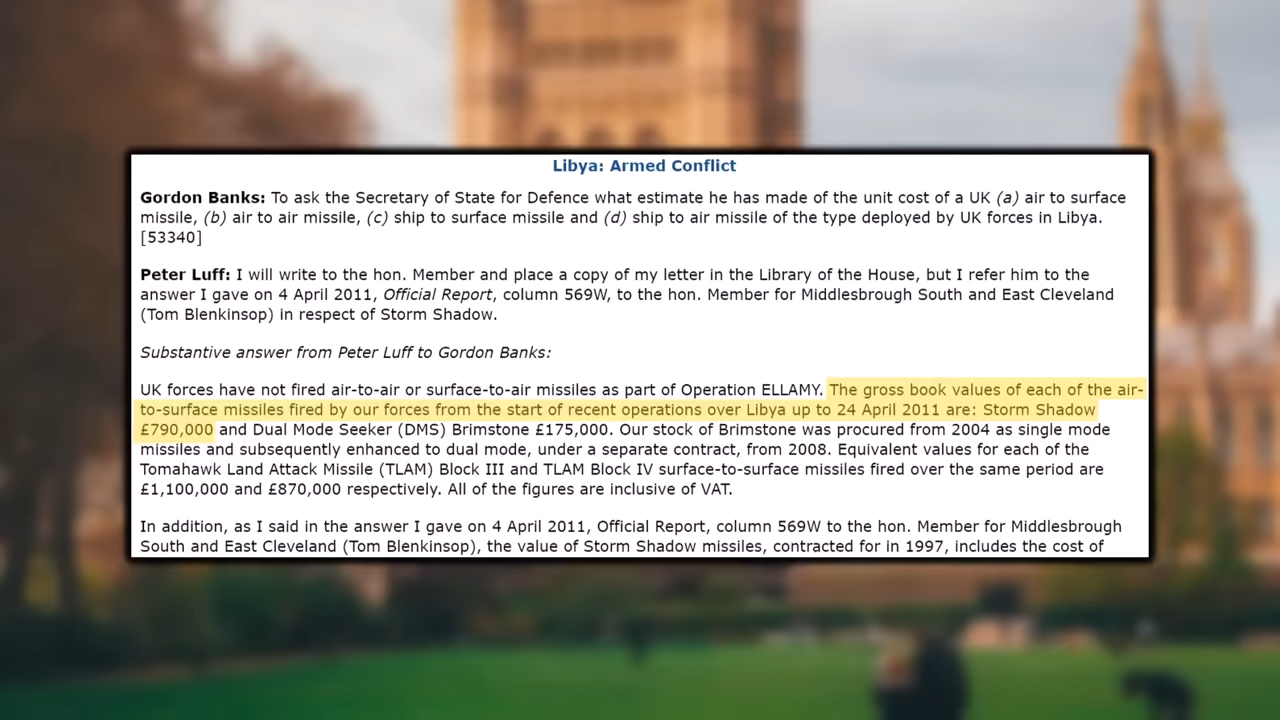 Libya: Armed Conflict
Gordon Banks: To ask the Secretary of State for Defence what estimate he has made of the unit cost of a UK (a) air to surface
missile, (b) air to air missile, (c) ship to surface missile and (d) ship to air missile of the type deployed by UK forces in Libya.
[53340]
Peter Luff: I will write to the hon. Member and place a copy of my letter in the Library of the House, but I refer him to the
answer I gave on 4 April 2011, Official Report, column 569W, to the hon. Member for Middlesbrough South and East Cleveland
(Tom Blenkinsop) in respect of Storm Shadow.
Substantive answer from Peter Luff to Gordon Banks:
UK forces have not fired air-to-air or surface-to-air missiles as part of Operation ELLAMY. The gross book values of each of the air-
to-surface missiles fired by our forces from the start of recent operations over Libya up to 24 April 2011 are: Storm Shadow
£790,000 and Dual Mode Seeker (DMS) Brimstone £175,000. Our stock of Brimstone was procured from 2004 as single mode
missiles and subsequently enhanced to dual mode, under a separate contract, from 2008. Equivalent values for each of the
Tomahawk Land Attack Missile (TLAM) Block III and TLAM Block IV surface-to-surface missiles fired over the same period are
£1,100,000 and £870,000 respectively. All of the figures are inclusive of VAT.
In addition, as I said in the answer I gave on 4 April 2011, Official Report, column 569W to the hon. Member for Middlesbrough
South and East Cleveland (Tom Blenkinsop), the value of Storm Shadow missiles, contracted for in 1997, includes the cost of